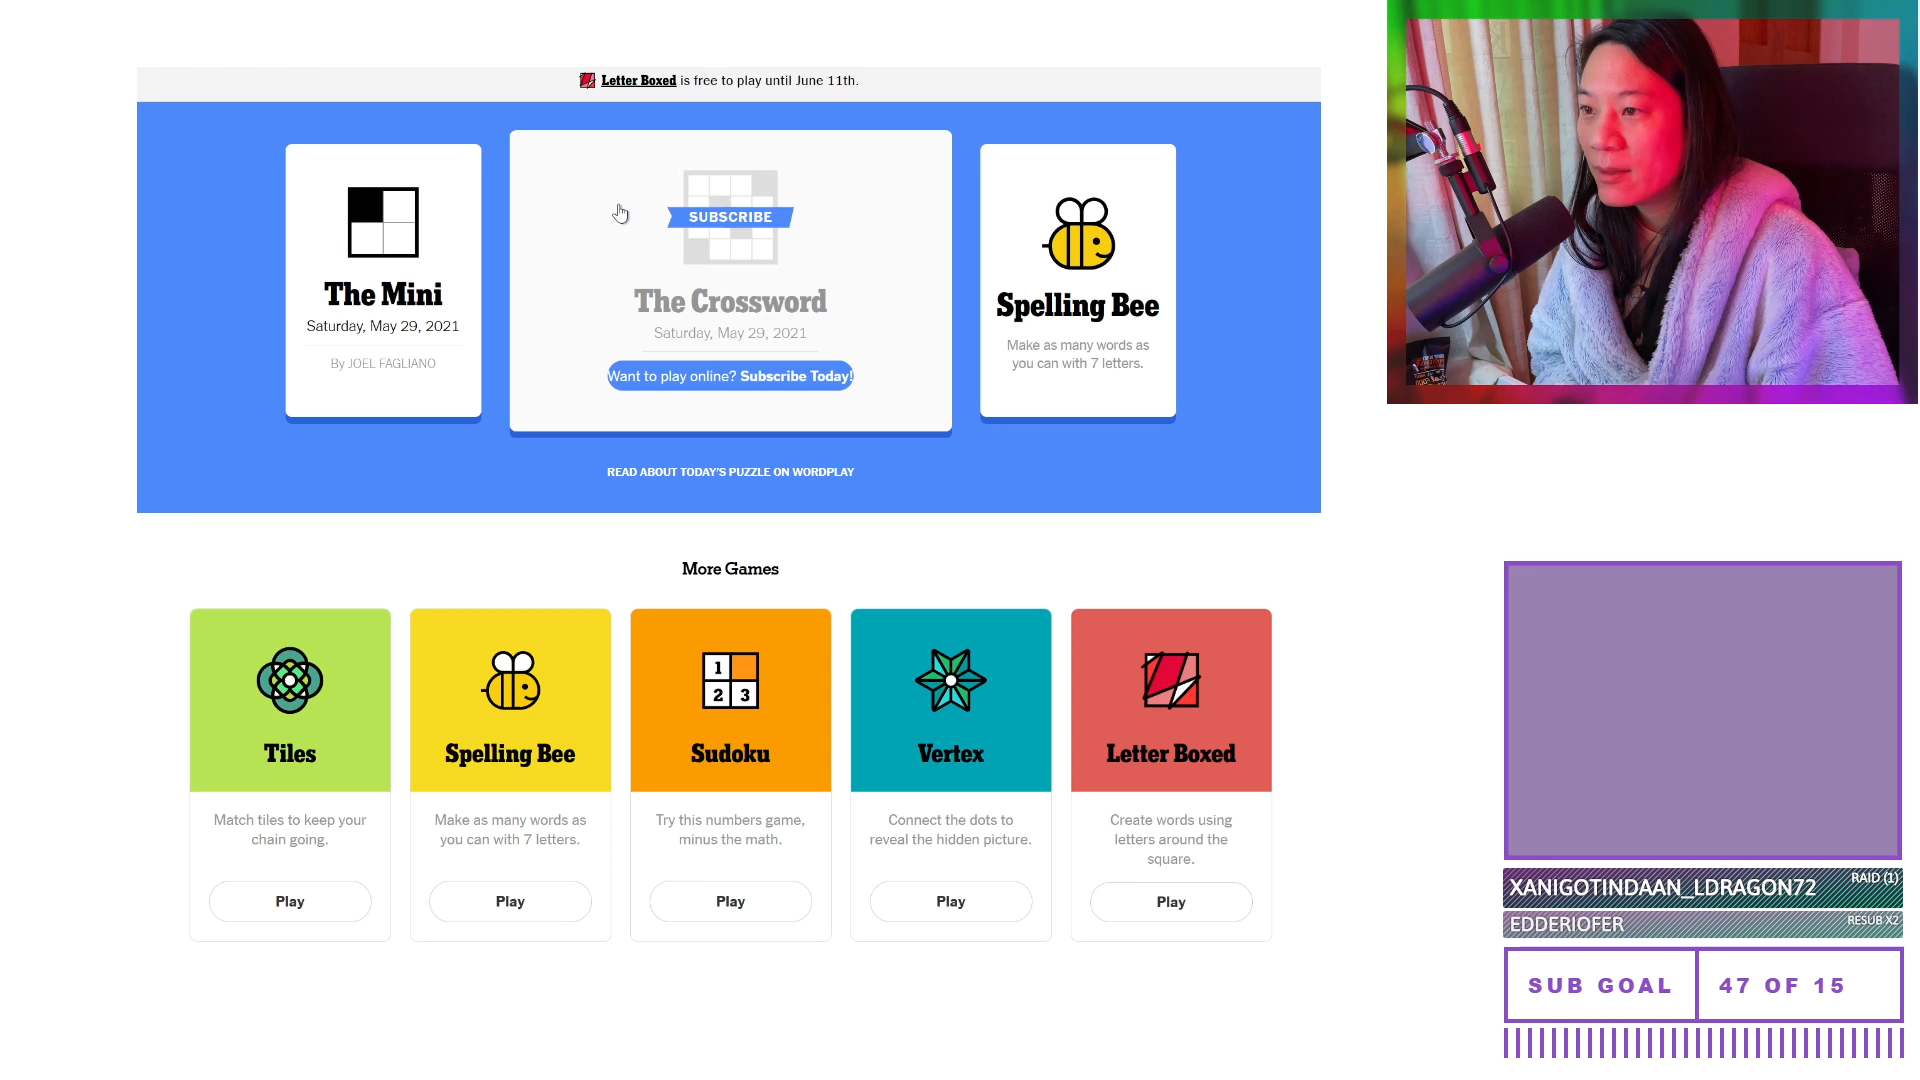 Letter Boxed is free to play until June 11th.
The Mini
Saturday, May 29, 2021
By JOEL FAGLIANO
SUBSCRIBE
The Crossword
Saturday, May 29, 2021
Want to play online? Subscribe Today!
Spelling Bee
Make as many words as
you can with 7 letters.
READ ABOUT TODAY'S PUZZLE ON WORDPLAY
More Games
1
2 3
Tiles
Match tiles to keep your
chain going.
Play
Spelling Bee
Make as many words as
you can with 7 letters.
Play
Sudoku
Try this numbers game,
minus the math.
Play
Vertex
Connect the dots to
reveal the hidden picture.
Play
Letter Boxed
Create words using
letters around the
square.
Play
XANIGOTINDAAN_LDRAGON72 RAID (1)
EDDERIOFER RESUB X2
SUB GOAL 47 OF 15